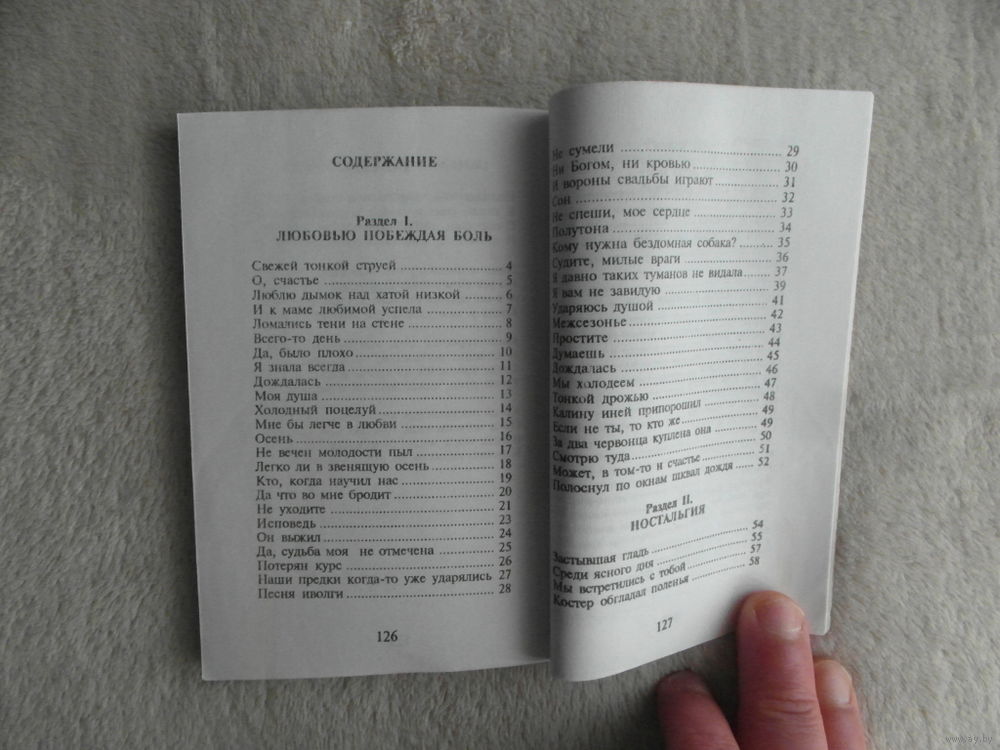 СОДЕРЖАНИЕ
Раздел I.
ЛЮБОВЬЮ ПОБЕЖДАЯ БОЛЬ
Свежей тонкой струей ........ 4
О, счастье ........ 5
Люблю дымок над хатой низкой ........ 6
И к маме любимой успела ........ 7
Ломались тени на стене ........ 8
Всего-то день ........ 9
Да, было плохо ........ 10
Я знала всегда ........ 11
Дождалась ........ 12
Моя душа ........ 13
Холодный поцелуй ........ 14
Мне бы легче в любви ........ 15
Осень ........ 16
Не вечен молодости пыл ........ 17
Легко ли в звенящую осень ........ 18
Кто, когда научил нас ........ 19
Да что во мне бродит ........ 20
Не уходите ........ 21
Исповедь ........ 23
Он выжил ........ 24
Да, судьба моя не отмечена ........ 25
Потерян курс ........ 26
Наши предки когда-то уже ударялись 27
Песня иволги ........ 28
126
Не сумели ........ 29
Ни Богом, ни кровью ........ 30
И вороны свадьбы играют ........ 31
Сон ........ 32
Не спеши, мое сердце ........ 33
Полутона ........ 34
Кому нужна бездомная собака? ........ 35
Судите, милые враги ........ 36
Я давно таких туманов не видала ........ 37
Я вам не завидую ........ 39
Ударяюсь душой ........ 41
Межсезонье ........ 42
Простите ........ 43
Думаешь ........ 44
Дождалась ........ 45
Мы холодеем ........ 46
Тонкой дрожью ........ 47
Калину иней припорошил ........ 48
Если не ты, то кто же ........ 49
За два червонца куплена она ........ 49
Смотрю туда ........ 50
Может, в том-то и счастье ........ 51
Полоснул по окнам шквал дождя ........ 52
Раздел II.
НОСТАЛЬГИЯ
Застывшая гладь ........ 54
Среди ясного дня ........ 55
Мы встретились с тобой ........ 57
Костер обгладал поленья ........ 58
127
www.ay.by